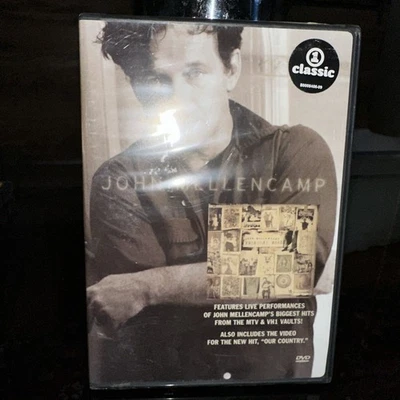 1
classic
JOHN MELLENCAMP
FEATURES LIVE PERFORMANCES
OF JOHN MELLENCAMP'S BIGGEST HITS
FROM THE MTV & VH1 VAULTS!
ALSO INCLUDES THE VIDEO
FOR THE NEW HIT, "OUR COUNTRY."
DVD